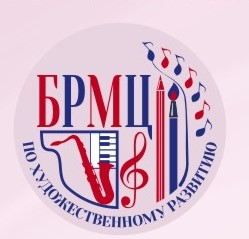 БРМЦ
ПО ХУДОЖЕСТВЕННОМУ РАЗВИТИЮ